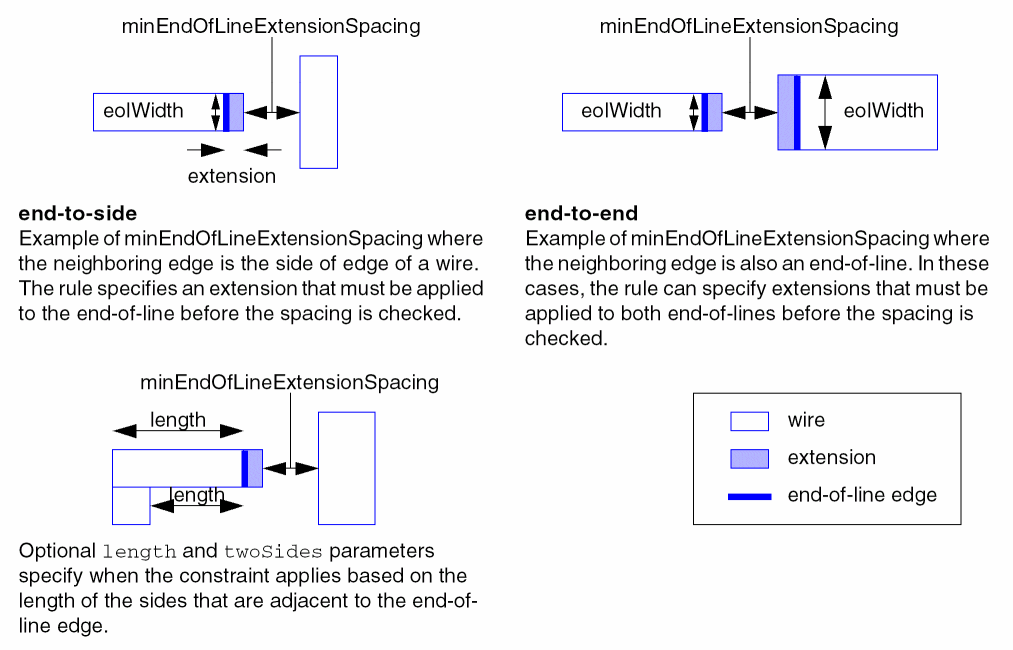 minEndOfLineExtensionSpacing
eolWidth
extension
end-to-side
Example of minEndOfLineExtensionSpacing where
the neighboring edge is the side of edge of a wire.
The rule specifies an extension that must be applied
to the end-of-line before the spacing is checked.
minEndOfLineExtensionSpacing
eolWidth
eolWidth
end-to-end
Example of minEndOfLineExtensionSpacing where
the neighboring edge is also an end-of-line. In these
cases, the rule can specify extensions that must be
applied to both end-of-lines before the spacing is
checked.
minEndOfLineExtensionSpacing
length
length
Optional length and twoSides parameters
specify when the constraint applies based on the
length of the sides that are adjacent to the end-of-
line edge.
wire
extension
end-of-line edge